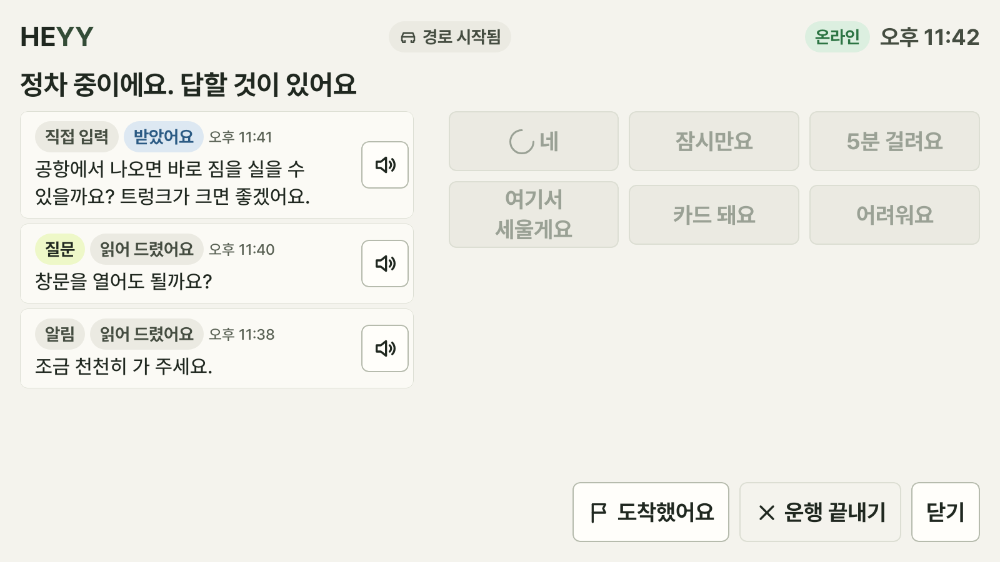 HEYY
경로 시작됨
온라인 오후 11:42
정차 중이에요. 답할 것이 있어요
직접 입력 받았어요 오후 11:41
공항에서 나오면 바로 짐을 실을 수
있을까요? 트렁크가 크면 좋겠어요.
질문 읽어 드렸어요 오후 11:40
창문을 열어도 될까요?
알림 읽어 드렸어요 오후 11:38
조금 천천히 가 주세요.
네
잠시만요
5분 걸려요
여기서
세울게요
카드 돼요
어려워요
도착했어요
운행 끝내기
닫기